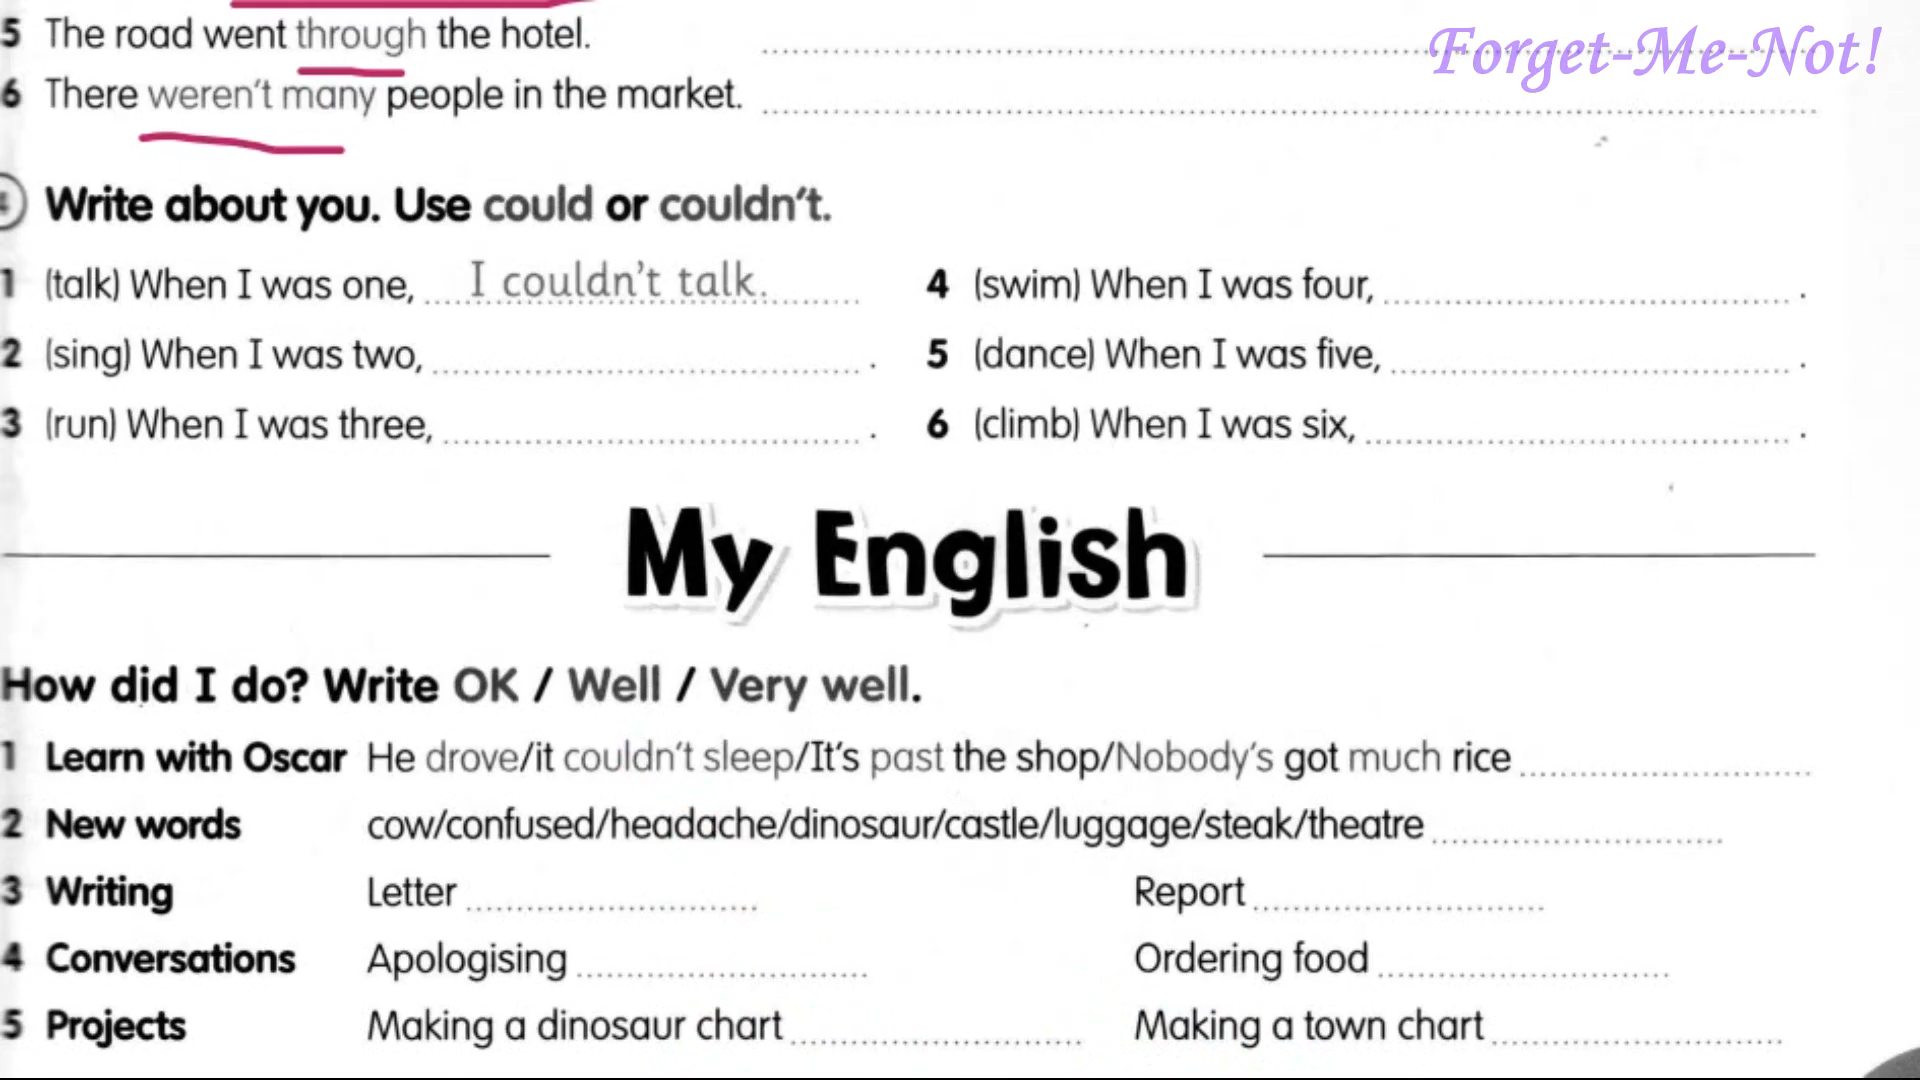 Forget-Me-Not!
5 The road went through the hotel.
6 There weren't many people in the market.
Write about you. Use could or couldn't.
1 (talk) When I was one, I couldn't talk.
2 (sing) When I was two, .
3 (run) When I was three, .
4 (swim) When I was four, .
5 (dance) When I was five, .
6 (climb) When I was six, .
My English
How did I do? Write OK / Well / Very well.
1 Learn with Oscar He drove/it couldn't sleep/It's past the shop/Nobody's got much rice
2 New words cow/confused/headache/dinosaur/castle/luggage/steak/theatre
3 Writing Letter Report
4 Conversations Apologising Ordering food
5 Projects Making a dinosaur chart Making a town chart